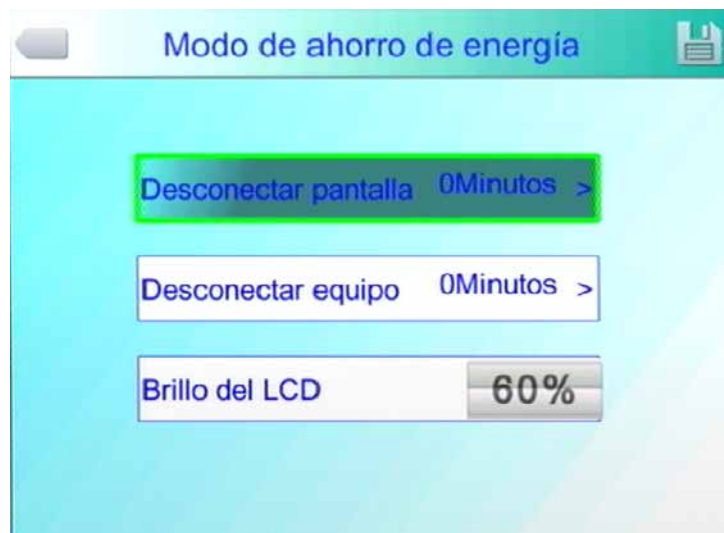 Modo de ahorro de energía
Desconectar pantalla 0Minutos >
Desconectar equipo 0Minutos >
Brillo del LCD 60%